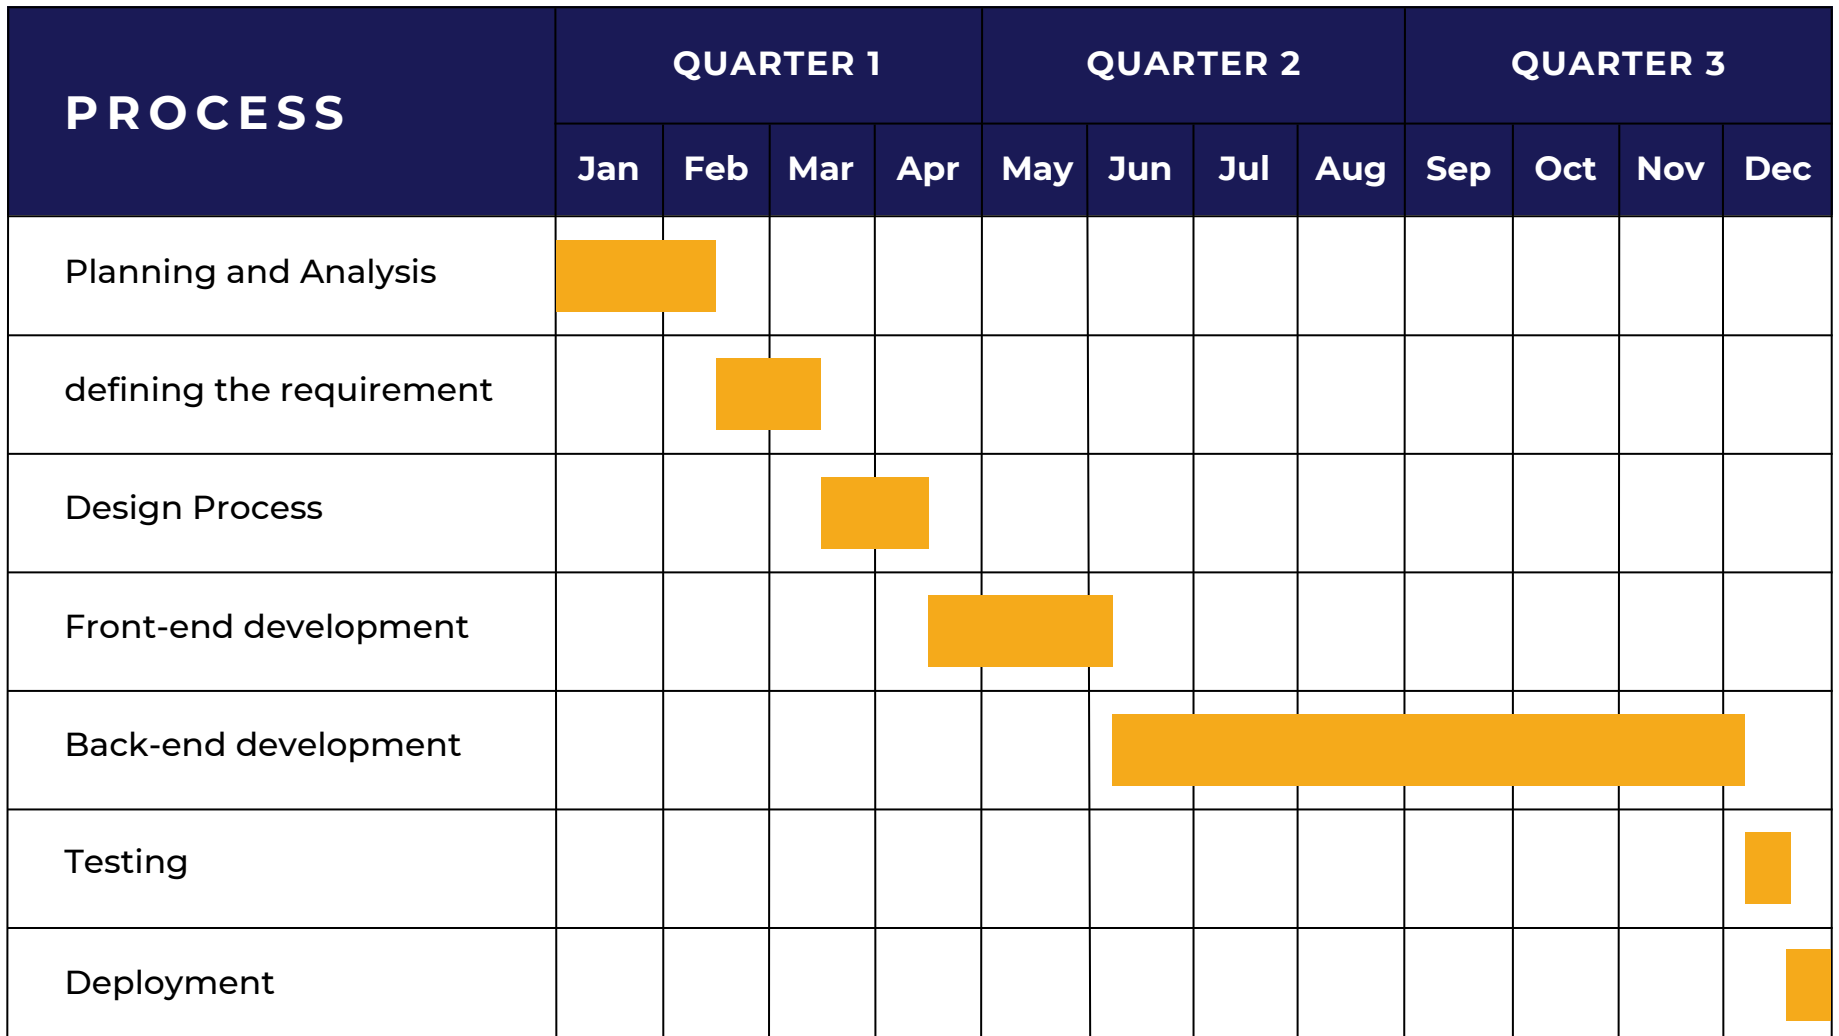 PROCESS
QUARTER 1 QUARTER 2 QUARTER 3
Jan Feb Mar Apr May Jun Jul Aug Sep Oct Nov Dec
Planning and Analysis
defining the requirement
Design Process
Front-end development
Back-end development
Testing
Deployment